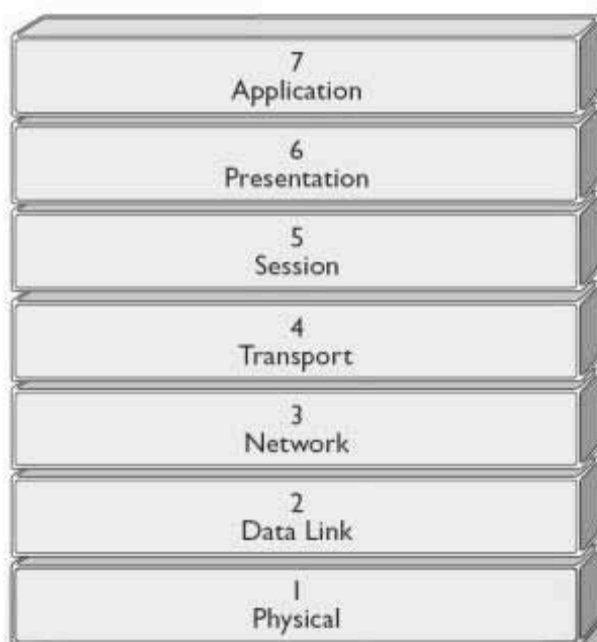 7
Application
6
Presentation
5
Session
4
Transport
3
Network
2
Data Link
1
Physical